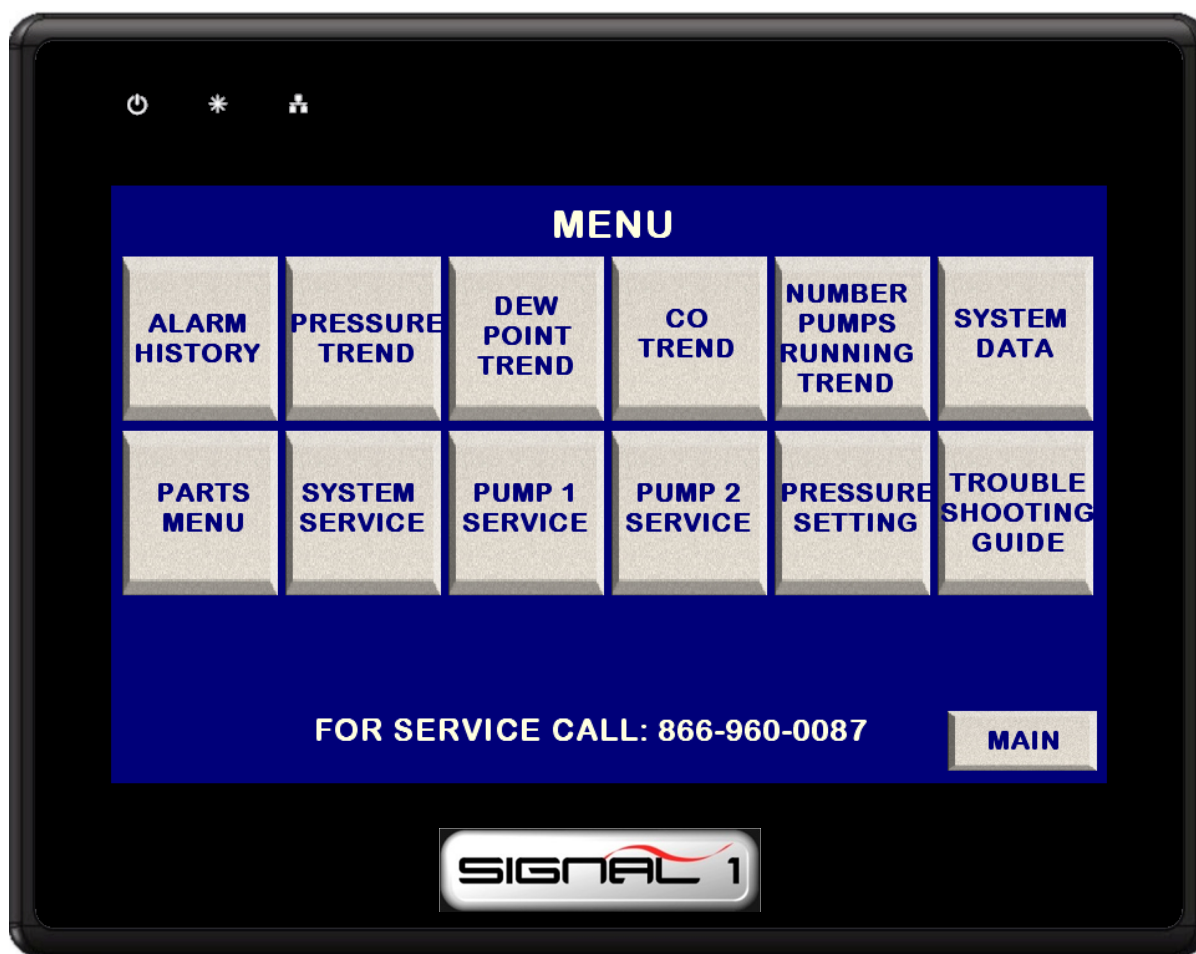 MENU
ALARM
HISTORY
PRESSURE
TREND
DEW
POINT
TREND
CO
TREND
NUMBER
PUMPS
RUNNING
TREND
SYSTEM
DATA
PARTS
MENU
SYSTEM
SERVICE
PUMP 1
SERVICE
PUMP 2
SERVICE
PRESSURE
SETTING
TROUBLE
SHOOTING
GUIDE
FOR SERVICE CALL: 866-960-0087
MAIN
SIGNAL 1